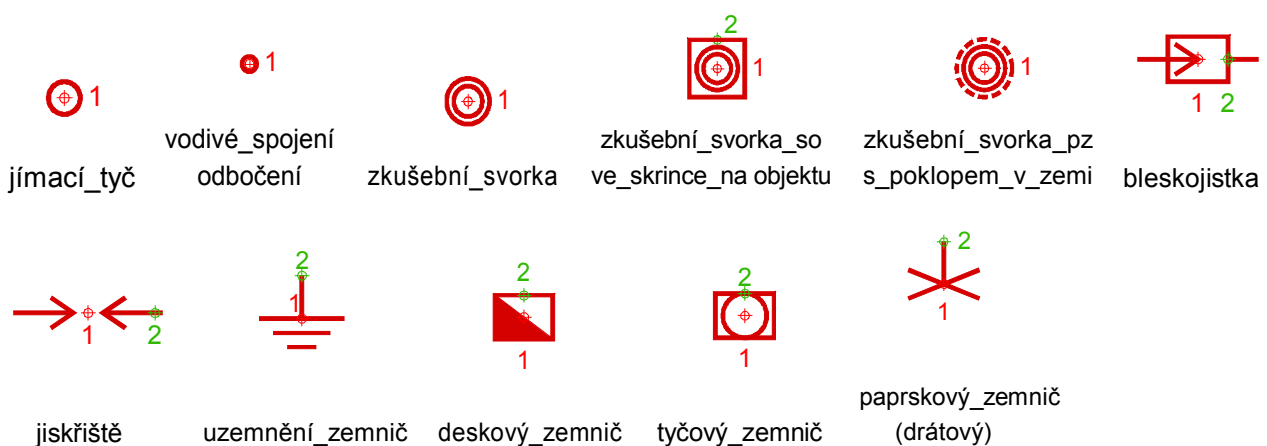 1
jímací_tyč
1
vodivé_spojení
odbočení
1
zkušební_svorka
2
1
zkušební_svorka_so
ve_skrince_na objektu
1
zkušební_svorka_pz
s_poklopem_v_zemi
1 2
bleskojistka
1 2
jiskřiště
2
1
uzemnění_zemnič
2
1
deskový_zemnič
2
1
tyčový_zemnič
2
1
paprskový_zemnič
(drátový)